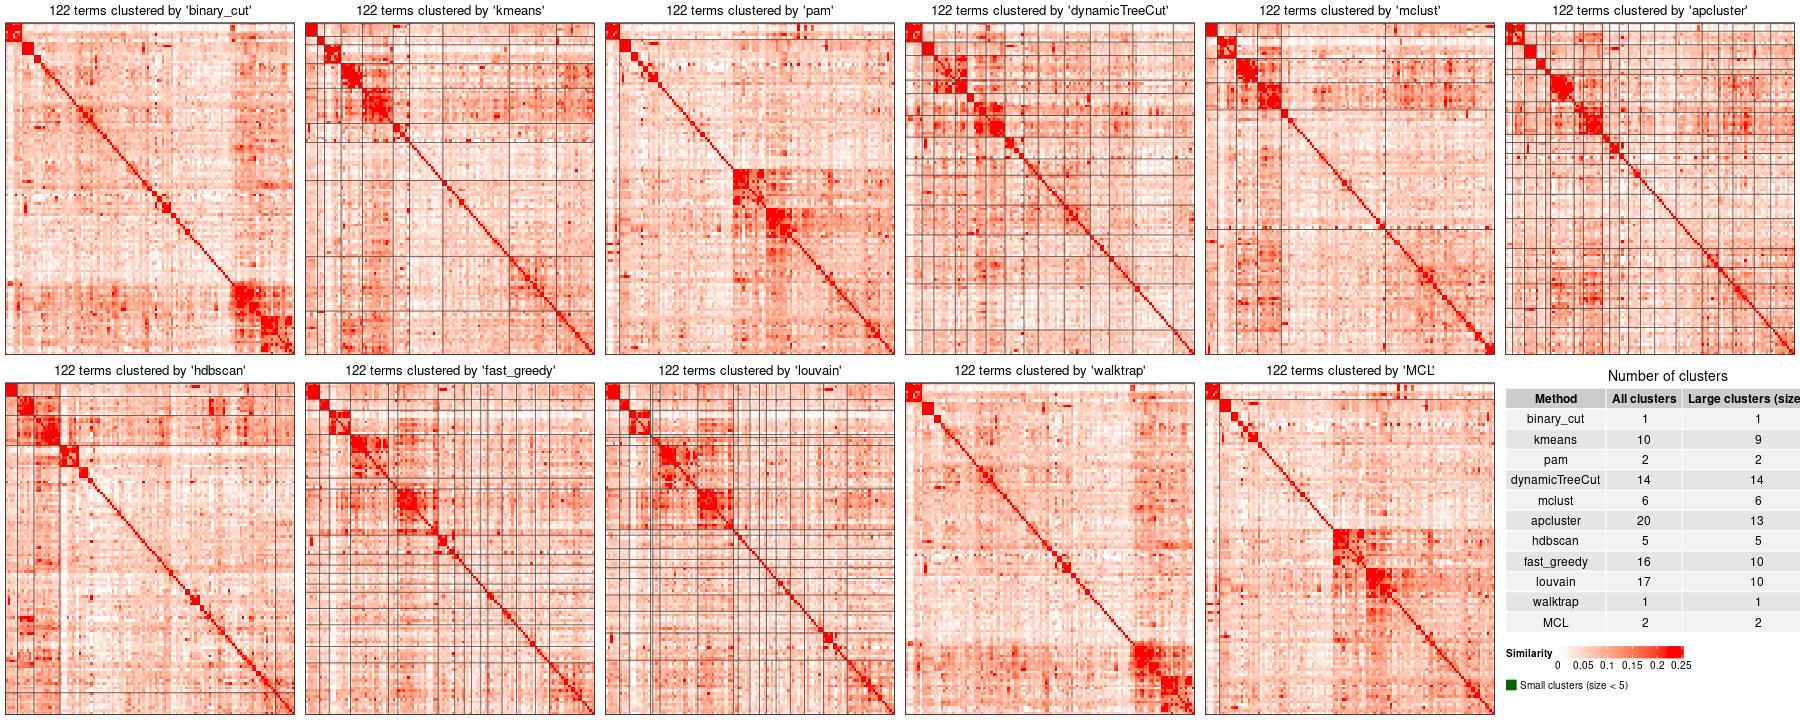 122 terms clustered by 'binary_cut'
122 terms clustered by 'kmeans'
122 terms clustered by 'pam'
122 terms clustered by 'dynamicTreeCut'
122 terms clustered by 'mclust'
122 terms clustered by 'apcluster'
122 terms clustered by 'hdbscan'
122 terms clustered by 'fast_greedy'
122 terms clustered by 'louvain'
122 terms clustered by 'walktrap'
122 terms clustered by 'MCL'
Number of clusters
Method All clusters Large clusters (size
binary_cut 1 1
kmeans 10 9
pam 2 2
dynamicTreeCut 14 14
mclust 6 6
apcluster 20 13
hdbscan 5 5
fast_greedy 16 10
louvain 17 10
walktrap 1 1
MCL 2 2
Similarity
0 0.05 0.1 0.15 0.2 0.25
Small clusters (size < 5)